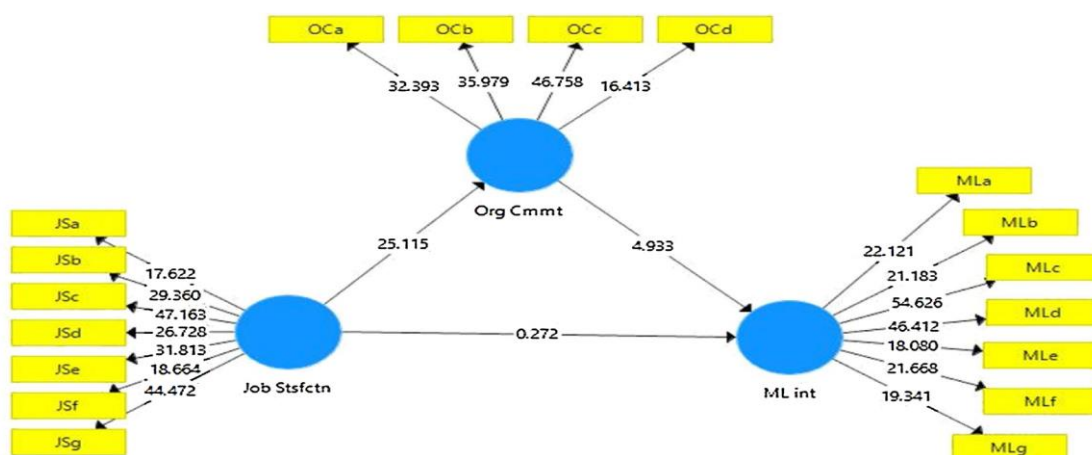 OCa
OCb
OCc
OCd
32.393
35.979
46.758
16.413
Org Cmmt
MLa
MLb
MLc
MLd
MLe
MLf
MLg
22.121
21.183
54.626
46.412
18.080
21.668
19.341
ML int
25.115
4.933
0.272
JSa
JSb
JSc
JSd
JSe
JSf
JSg
17.622
29.360
47.163
26.728
31.813
18.664
44.472
Job Stsfctn